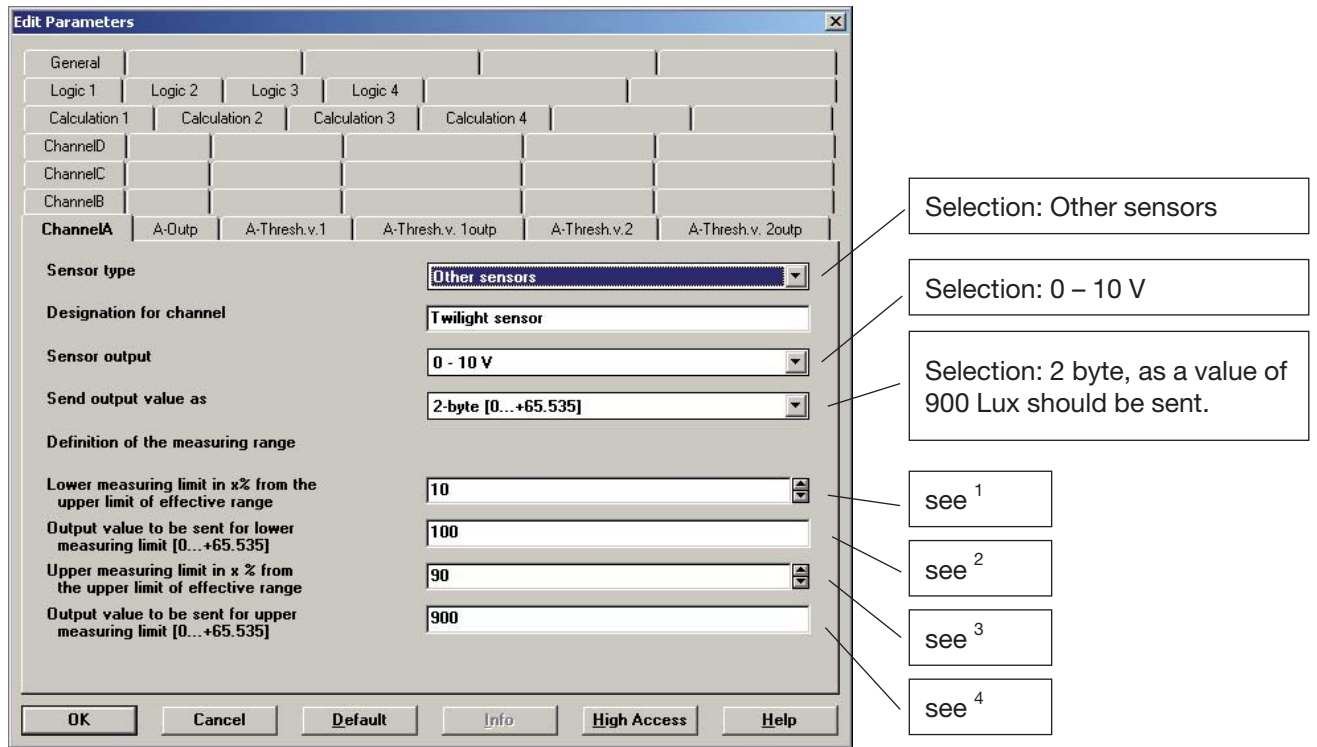 Edit Parameters
General
Logic 1 Logic 2 Logic 3 Logic 4
Calculation 1 Calculation 2 Calculation 3 Calculation 4
ChannelD
ChannelC
ChannelB
ChannelA A-Outp A-Thresh.v.1 A-Thresh.v. 1outp A-Thresh.v.2 A-Thresh.v. 2outp
Sensor type Other sensors
Designation for channel Twilight sensor
Sensor output 0 - 10 V
Send output value as 2-byte [0...+65.535]
Definition of the measuring range
Lower measuring limit in x% from the
upper limit of effective range 10
Output value to be sent for lower
measuring limit [0...+65.535] 100
Upper measuring limit in x % from
the upper limit of effective range 90
Output value to be sent for upper
measuring limit [0...+65.535] 900
OK Cancel Default Info High Access Help
Selection: Other sensors
Selection: 0 – 10 V
Selection: 2 byte, as a value of
900 Lux should be sent.
see 1
see 2
see 3
see 4